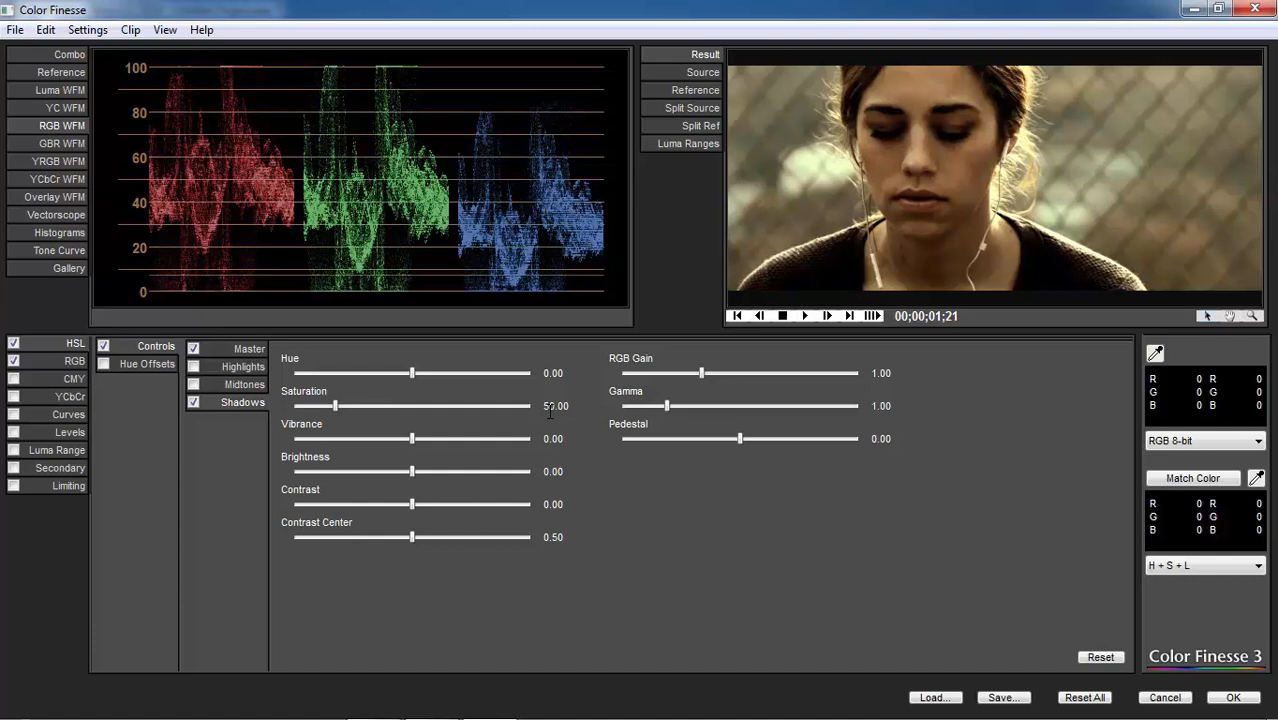 Color Finesse
File Edit Settings Clip View Help
Combo
Reference
Luma WFM
YC WFM
RGB WFM
GBR WFM
YRGB WFM
YCbCr WFM
Overlay WFM
Vectorscope
Histograms
Tone Curve
Gallery
100
80
60
40
20
0
Result
Source
Reference
Split Source
Split Ref
Luma Ranges
00;00;01;21
HSL
RGB
CMY
YCbCr
Curves
Levels
Luma Range
Secondary
Limiting
Controls
Hue Offsets
Master
Highlights
Midtones
Shadows
Hue
0.00
Saturation
Vibrance
0.00
Brightness
0.00
Contrast
0.00
Contrast Center
0.50
RGB Gain
1.00
Gamma
1.00
Pedestal
0.00
Reset
R 0 R 0
G 0 G 0
B 0 B 0
RGB 8-bit
Match Color
R 0 R 0
G 0 G 0
B 0 B 0
H + S + L
Color Finesse 3
Load... Save... Reset All Cancel OK